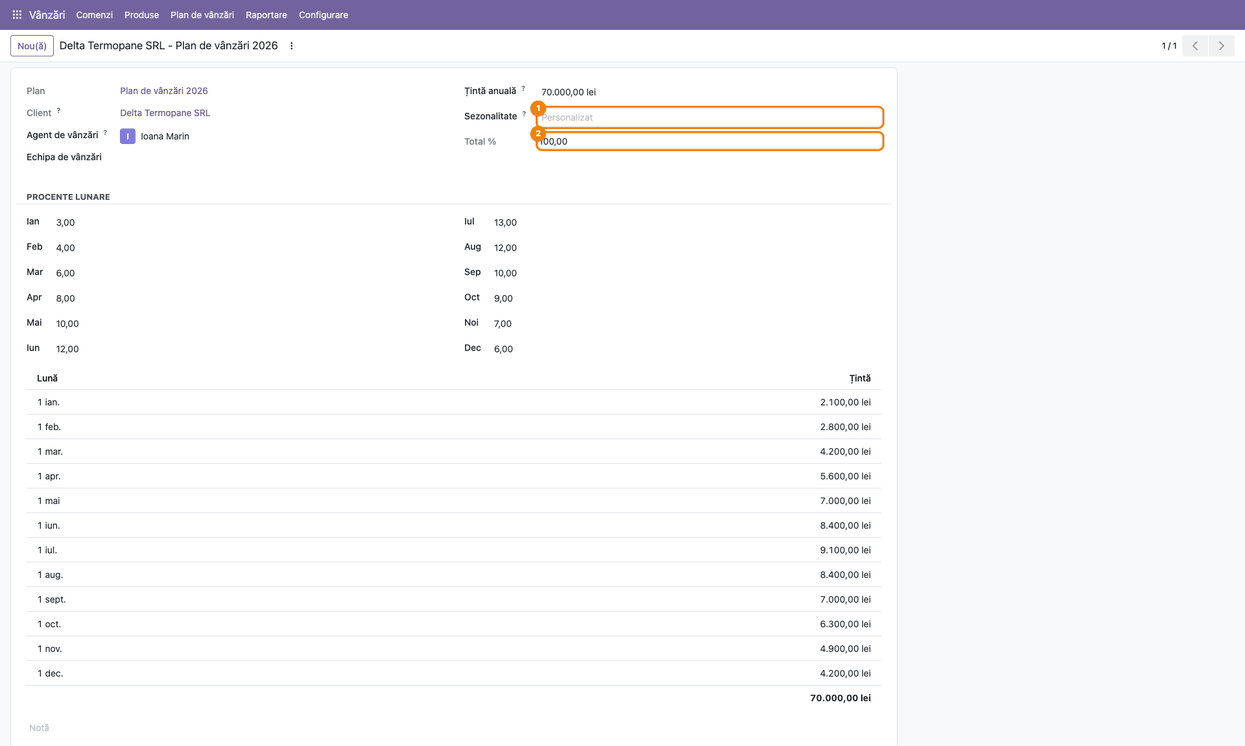 Vânzări Comenzi Produse Plan de vânzări Raportare Configurare
Nou(ă) Delta Termopane SRL - Plan de vânzări 2026 1 / 1
Plan Plan de vânzări 2026
Client ? Delta Termopane SRL
Agent de vânzări ? I Ioana Marin
Echipa de vânzări
Țintă anuală ? 70.000,00 lei
1
Sezonalitate ? Personalizat
2
Total % 100,00
PROCENTE LUNARE
Ian 3,00 Iul 13,00
Feb 4,00 Aug 12,00
Mar 6,00 Sep 10,00
Apr 8,00 Oct 9,00
Mai 10,00 Noi 7,00
Iun 12,00 Dec 6,00
Lună Țintă
1 ian. 2.100,00 lei
1 feb. 2.800,00 lei
1 mar. 4.200,00 lei
1 apr. 5.600,00 lei
1 mai 7.000,00 lei
1 iun. 8.400,00 lei
1 iul. 9.100,00 lei
1 aug. 8.400,00 lei
1 sept. 7.000,00 lei
1 oct. 6.300,00 lei
1 nov. 4.900,00 lei
1 dec. 4.200,00 lei
70.000,00 lei
Notă